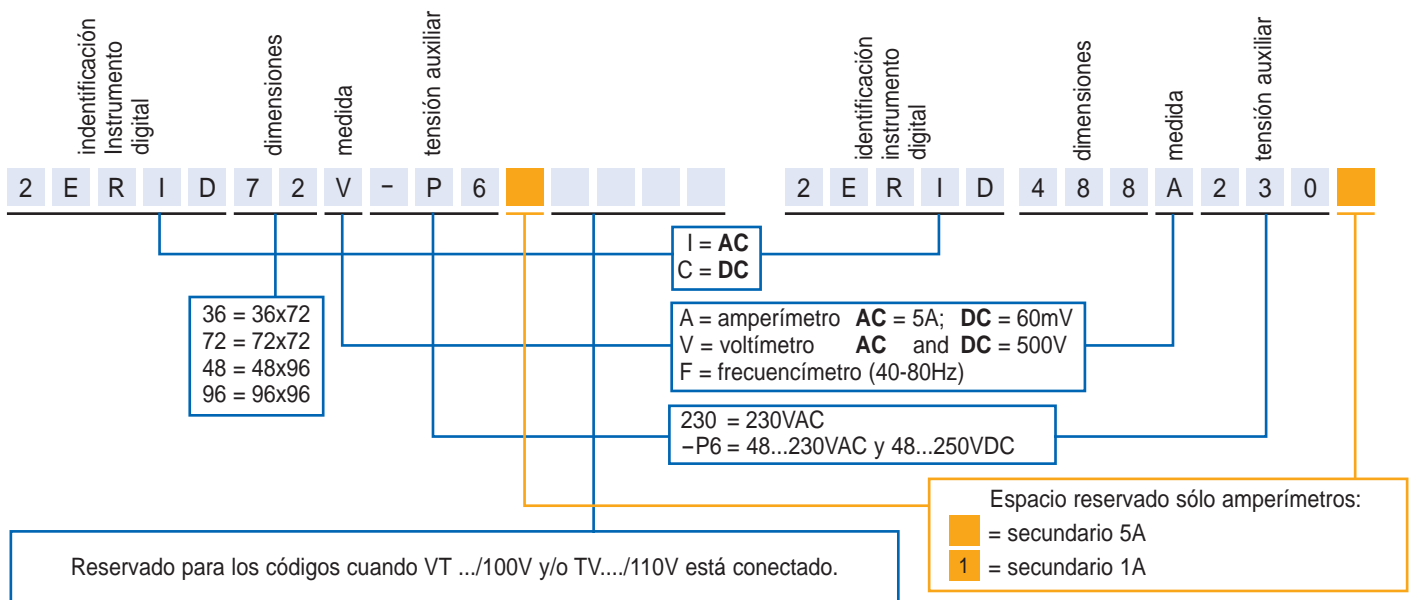 indentificación
Instrumento
digital
dimensiones
medida
tensión auxiliar
identificación
instrumento
digital
dimensiones
medida
tensión auxiliar
2 E R I D 7 2 V - P 6
2 E R I D 4 8 8 A 2 3 0
I = AC
C = DC
36 = 36x72
72 = 72x72
48 = 48x96
96 = 96x96
A = amperímetro AC = 5A; DC = 60mV
V = voltímetro AC and DC = 500V
F = frecuencímetro (40-80Hz)
230 = 230VAC
−P6 = 48...230VAC y 48...250VDC
Espacio reservado sólo amperímetros:
= secundario 5A
1 = secundario 1A
Reservado para los códigos cuando VT .../100V y/o TV..../110V está conectado.